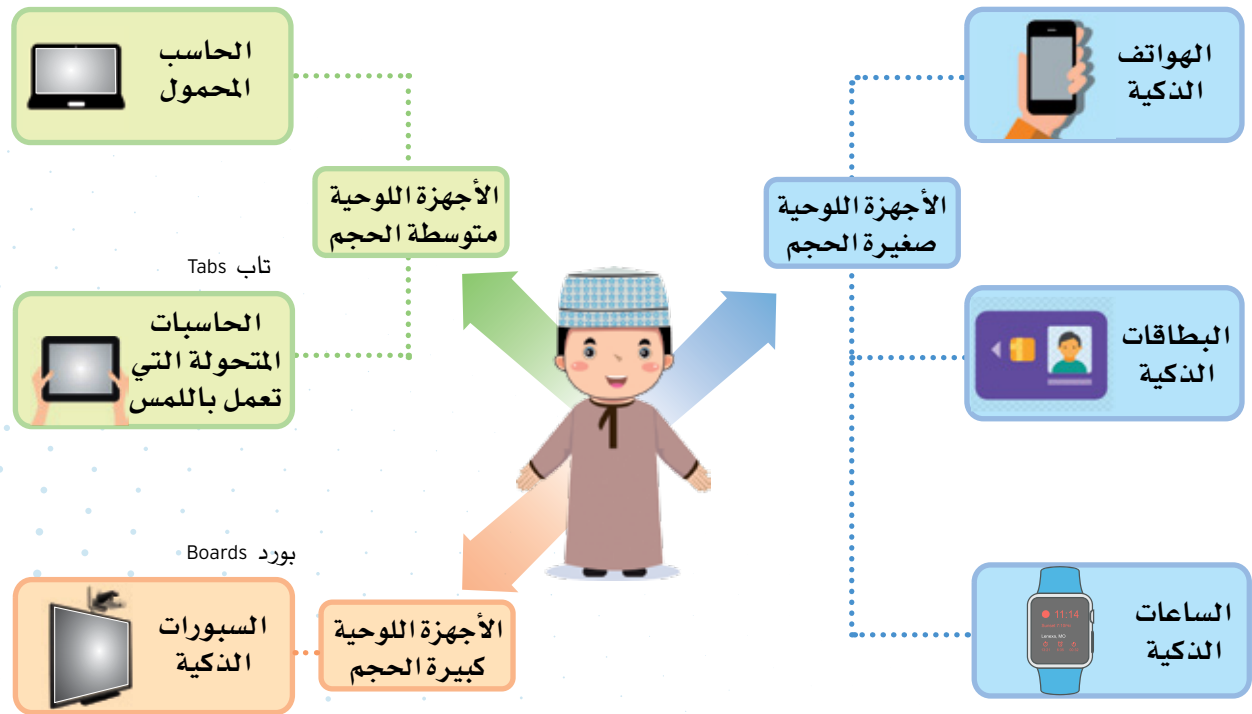 الهواتف
الذكية
الأجهزة اللوحية
صغيرة الحجم
البطاقات
الذكية
الساعات
الذكية
11:14
الحاسب
المحمول
الأجهزة اللوحية
متوسطة الحجم
تاب Tabs
الحاسبات
المتحولة التي
تعمل باللمس
بورد Boards
السبورات
الذكية
الأجهزة اللوحية
كبيرة الحجم